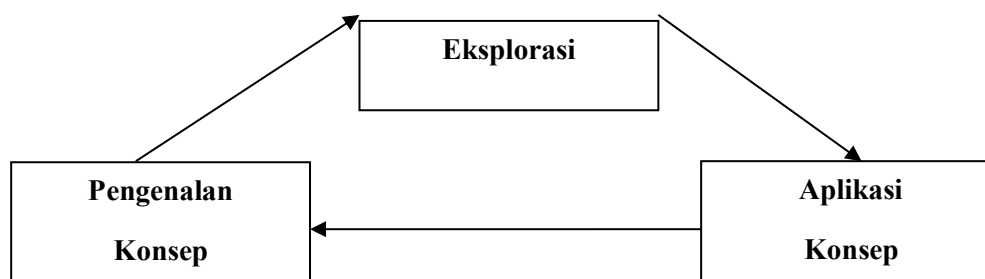 Eksplorasi
Pengenalan
Konsep
Aplikasi
Konsep